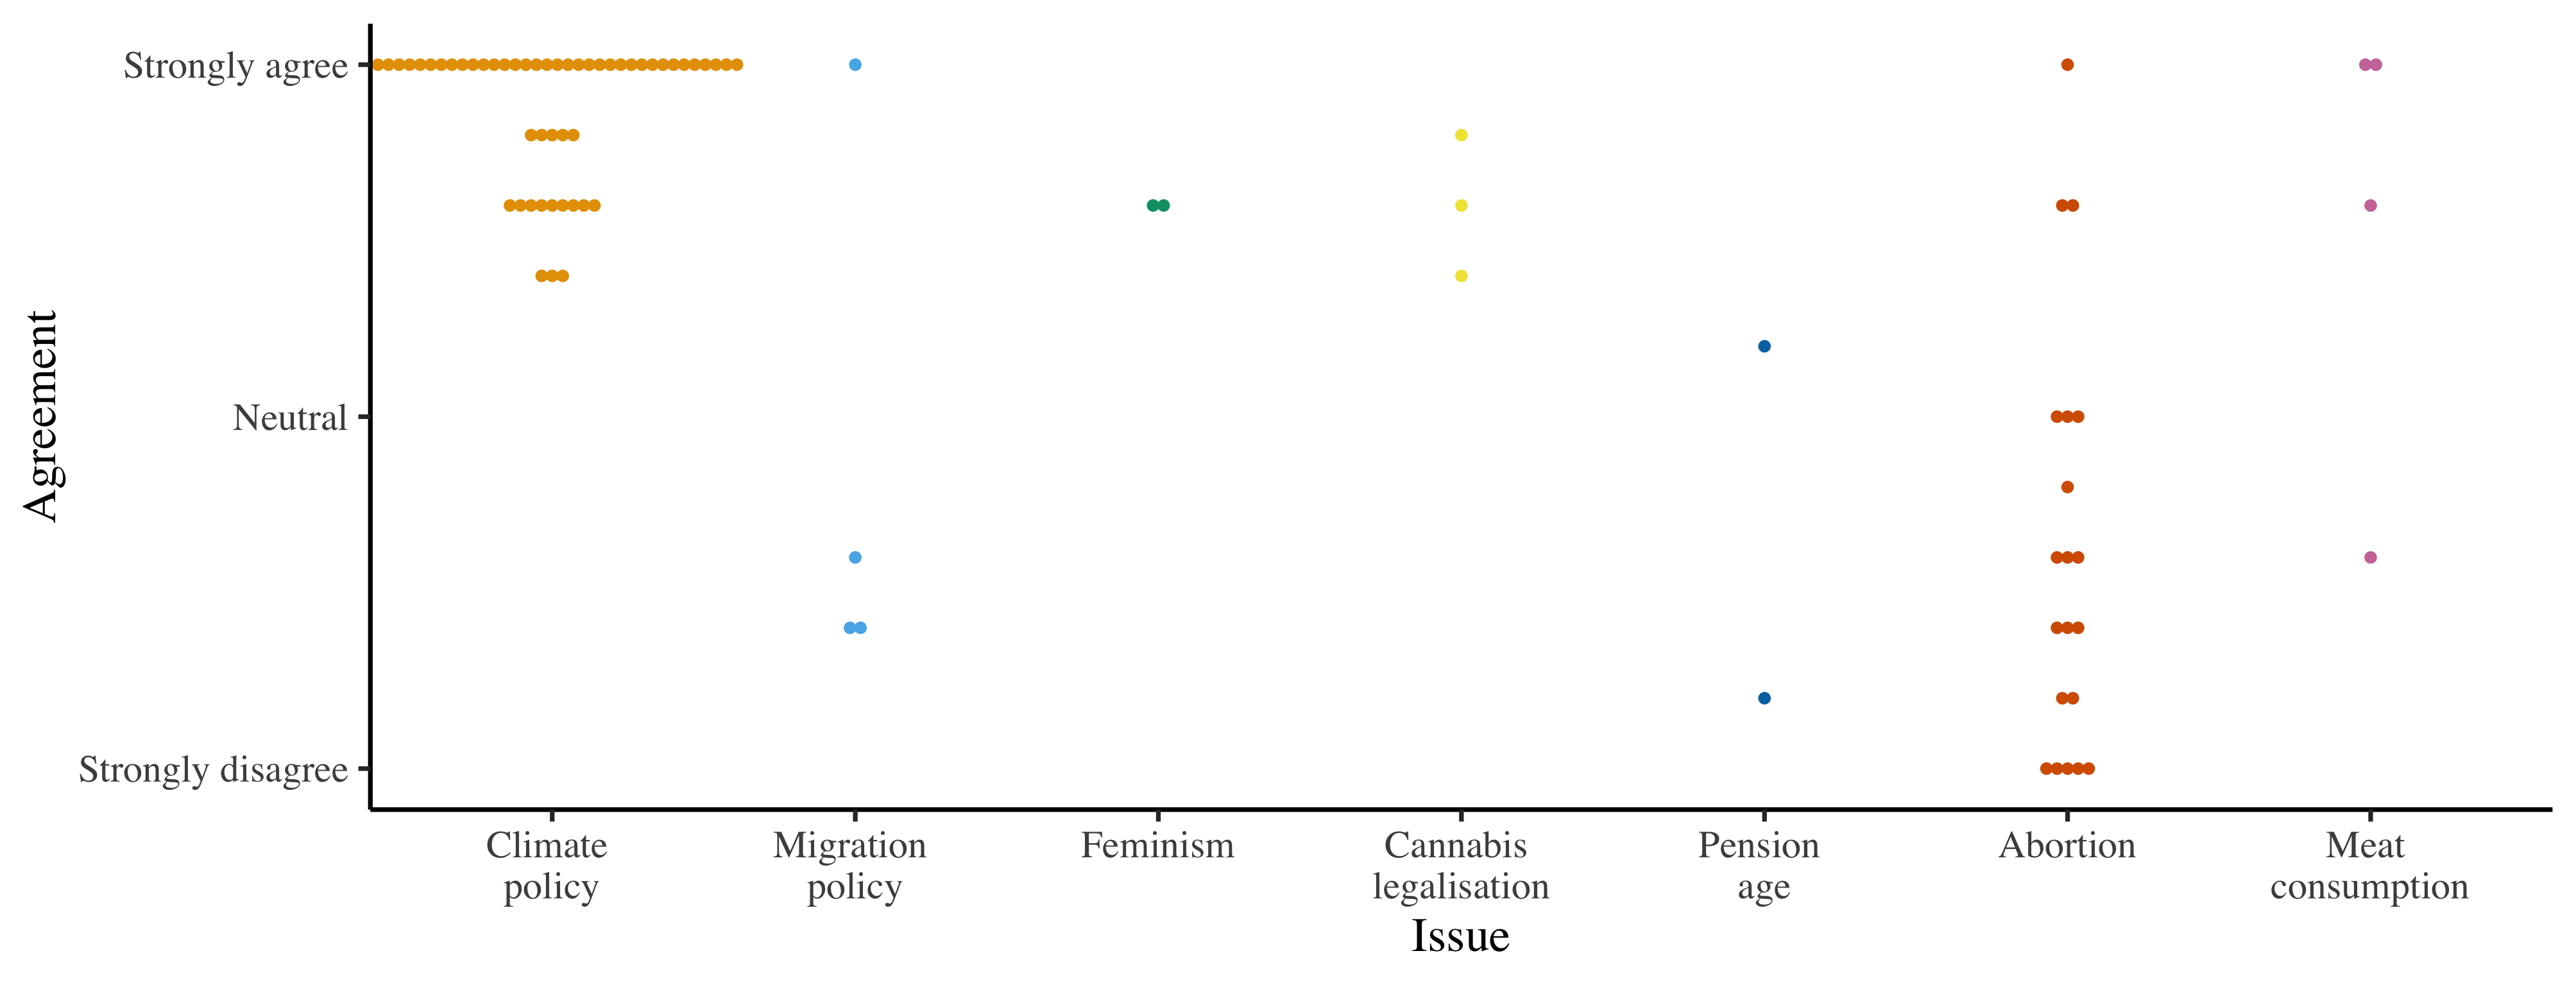 Strongly agree
Neutral
Strongly disagree
Agreement
Climate
policy
Migration
policy
Feminism
Cannabis
legalisation
Pension
age
Abortion
Meat
consumption
Issue